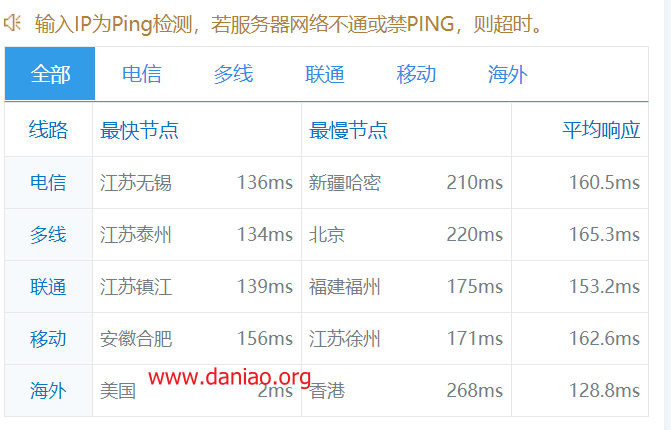 输入IP为Ping检测，若服务器网络不通或禁PING，则超时。
全部 电信 多线 联通 移动 海外
线路 最快节点 最慢节点 平均响应
电信 江苏无锡 136ms 新疆哈密 210ms 160.5ms
多线 江苏泰州 134ms 北京 220ms 165.3ms
联通 江苏镇江 139ms 福建福州 175ms 153.2ms
移动 安徽合肥 156ms 江苏徐州 171ms 162.6ms
海外 美国 2ms 香港 268ms 128.8ms
www.daniao.org